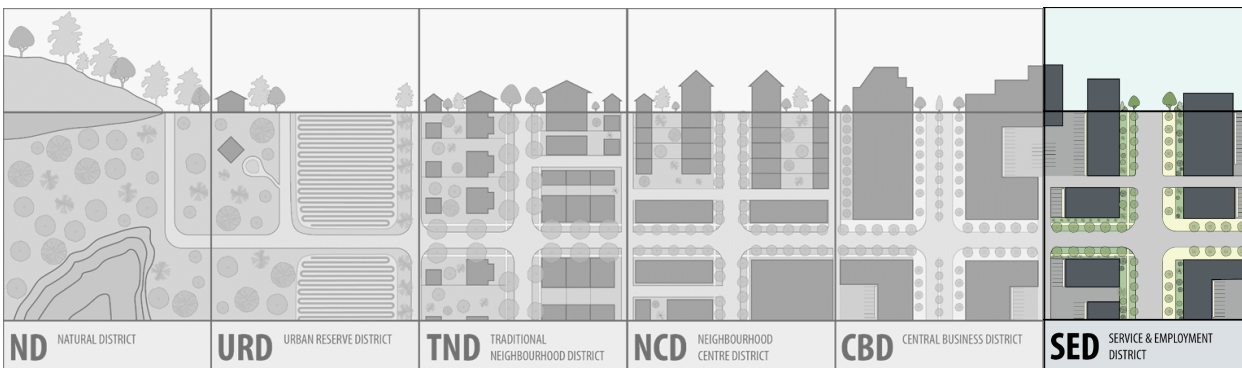 ND NATURAL DISTRICT
URD URBAN RESERVE DISTRICT
TND TRADITIONAL
NEIGHBOURHOOD DISTRICT
NCD NEIGHBOURHOOD
CENTRE DISTRICT
CBD CENTRAL BUSINESS DISTRICT
SED SERVICE & EMPLOYMENT
DISTRICT